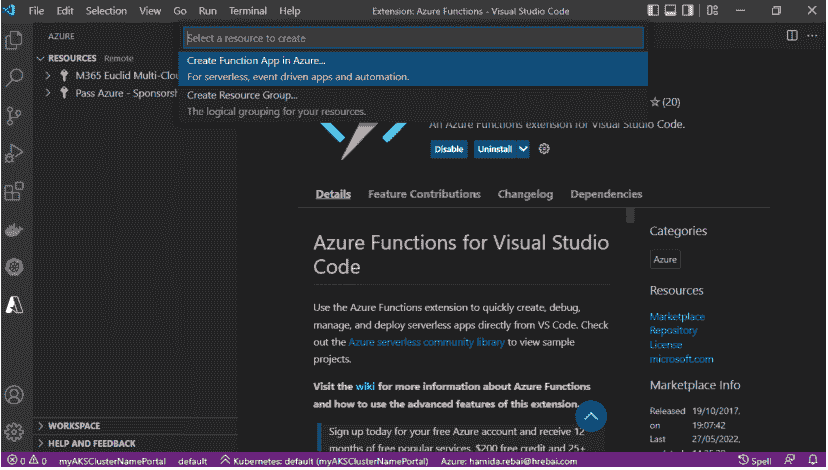 File Edit Selection View Go Run Terminal Help Extension: Azure Functions - Visual Studio Code
AZURE
Select a resource to create
RESOURCES Remote
Create Function App in Azure...
For serverless, event driven apps and automation.
M365 Euclid Multi-Clou
Pass Azure - Sponsorsh
Create Resource Group...
The logical grouping for your resources.
(20)
An Azure Functions extension for Visual Studio Code.
Disable Uninstall
Details Feature Contributions Changelog Dependencies
Azure Functions for Visual Studio
Code
Use the Azure Functions extension to quickly create, debug,
manage, and deploy serverless apps directly from VS Code. Check
out the Azure serverless community library to view sample
projects.
Visit the wiki for more information about Azure Functions
and how to use the advanced features of this extension.
Sign up today for your free Azure account and receive 12
months of free popular services, $200 free credit and 25+
Categories
Azure
Resources
Marketplace
Repository
License
microsoft.com
Marketplace Info
Released 19/10/2017,
on 19:07:42
Last 27/05/2022,
WORKSPACE
HELP AND FEEDBACK
0 0 myAKSClusterNamePortal default Kubernetes: default (myAKSClusterNamePortal) Azure: hamida.rebai@hrebai.com Spell